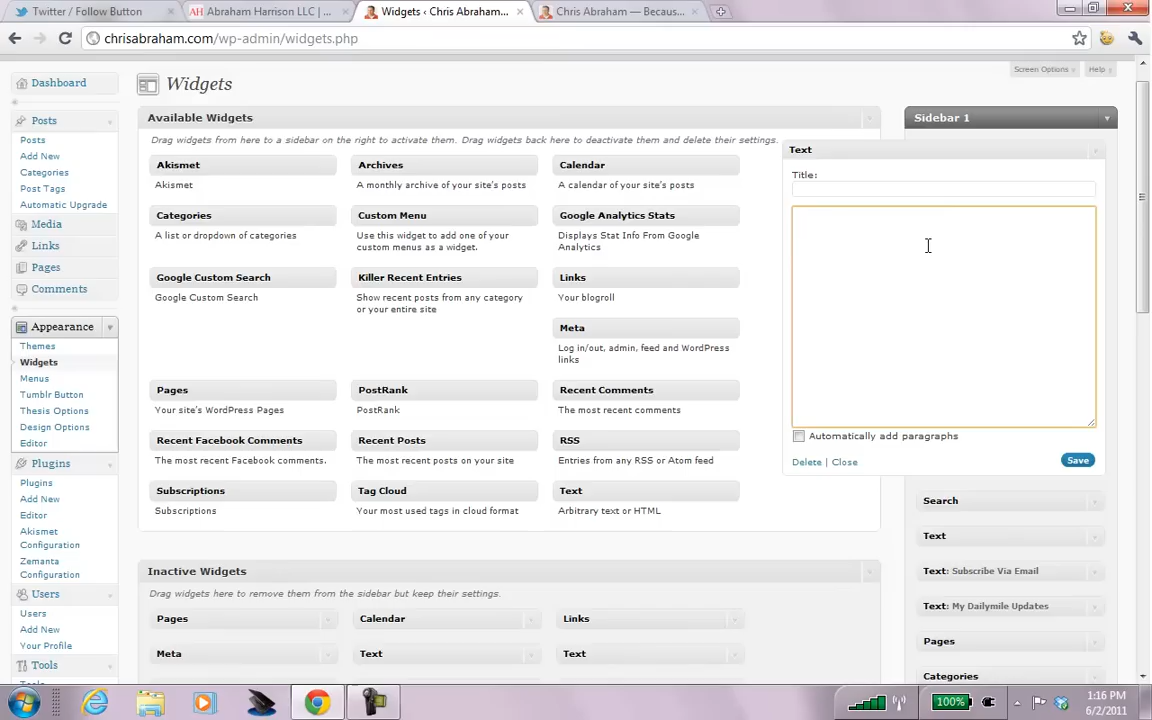 Twitter / Follow Button
AH Abraham Harrison LLC | ...
Widgets ‹ Chris Abraham...
Chris Abraham — Becaus...
chrisabraham.com/wp-admin/widgets.php
Screen Options
Help
Dashboard
Posts
Posts
Add New
Categories
Post Tags
Automatic Upgrade
Media
Links
Pages
Comments
Appearance
Themes
Widgets
Menus
Tumblr Button
Thesis Options
Design Options
Editor
Plugins
Plugins
Add New
Editor
Akismet
Configuration
Zemanta
Configuration
Users
Users
Add New
Your Profile
Tools
Widgets
Available Widgets
Drag widgets from here to a sidebar on the right to activate them. Drag widgets back here to deactivate them and delete their settings.
Akismet
Akismet
Archives
A monthly archive of your site's posts
Calendar
A calendar of your site's posts
Categories
A list or dropdown of categories
Custom Menu
Use this widget to add one of your
custom menus as a widget.
Google Analytics Stats
Displays Stat Info From Google
Analytics
Google Custom Search
Google Custom Search
Killer Recent Entries
Show recent posts from any category
or your entire site
Links
Your blogroll
Meta
Log in/out, admin, feed and WordPress
links
Pages
Your site's WordPress Pages
PostRank
PostRank
Recent Comments
The most recent comments
Recent Facebook Comments
The most recent Facebook comments.
Recent Posts
The most recent posts on your site
RSS
Entries from any RSS or Atom feed
Subscriptions
Subscriptions
Tag Cloud
Your most used tags in cloud format
Text
Arbitrary text or HTML
Inactive Widgets
Drag widgets here to remove them from the sidebar but keep their settings.
Pages
Calendar
Links
Meta
Text
Text
Sidebar 1
Text
Title:
Automatically add paragraphs
Delete | Close
Save
Search
Text
Text: Subscribe Via Email
Text: My Dailymile Updates
Pages
Categories
100%
1:16 PM
6/2/2011